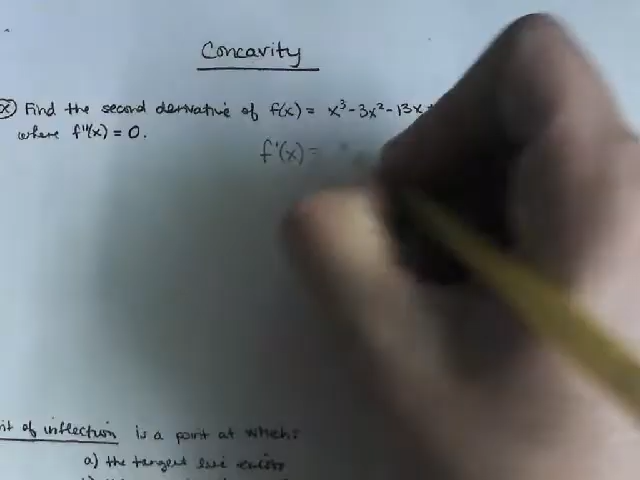 Concavity
Ex) Find the second derivative of f(x) = x³-3x²-13x
where f"(x) = 0.
f'(x) =
of inflection is a point at which:
a) the tangent line exists